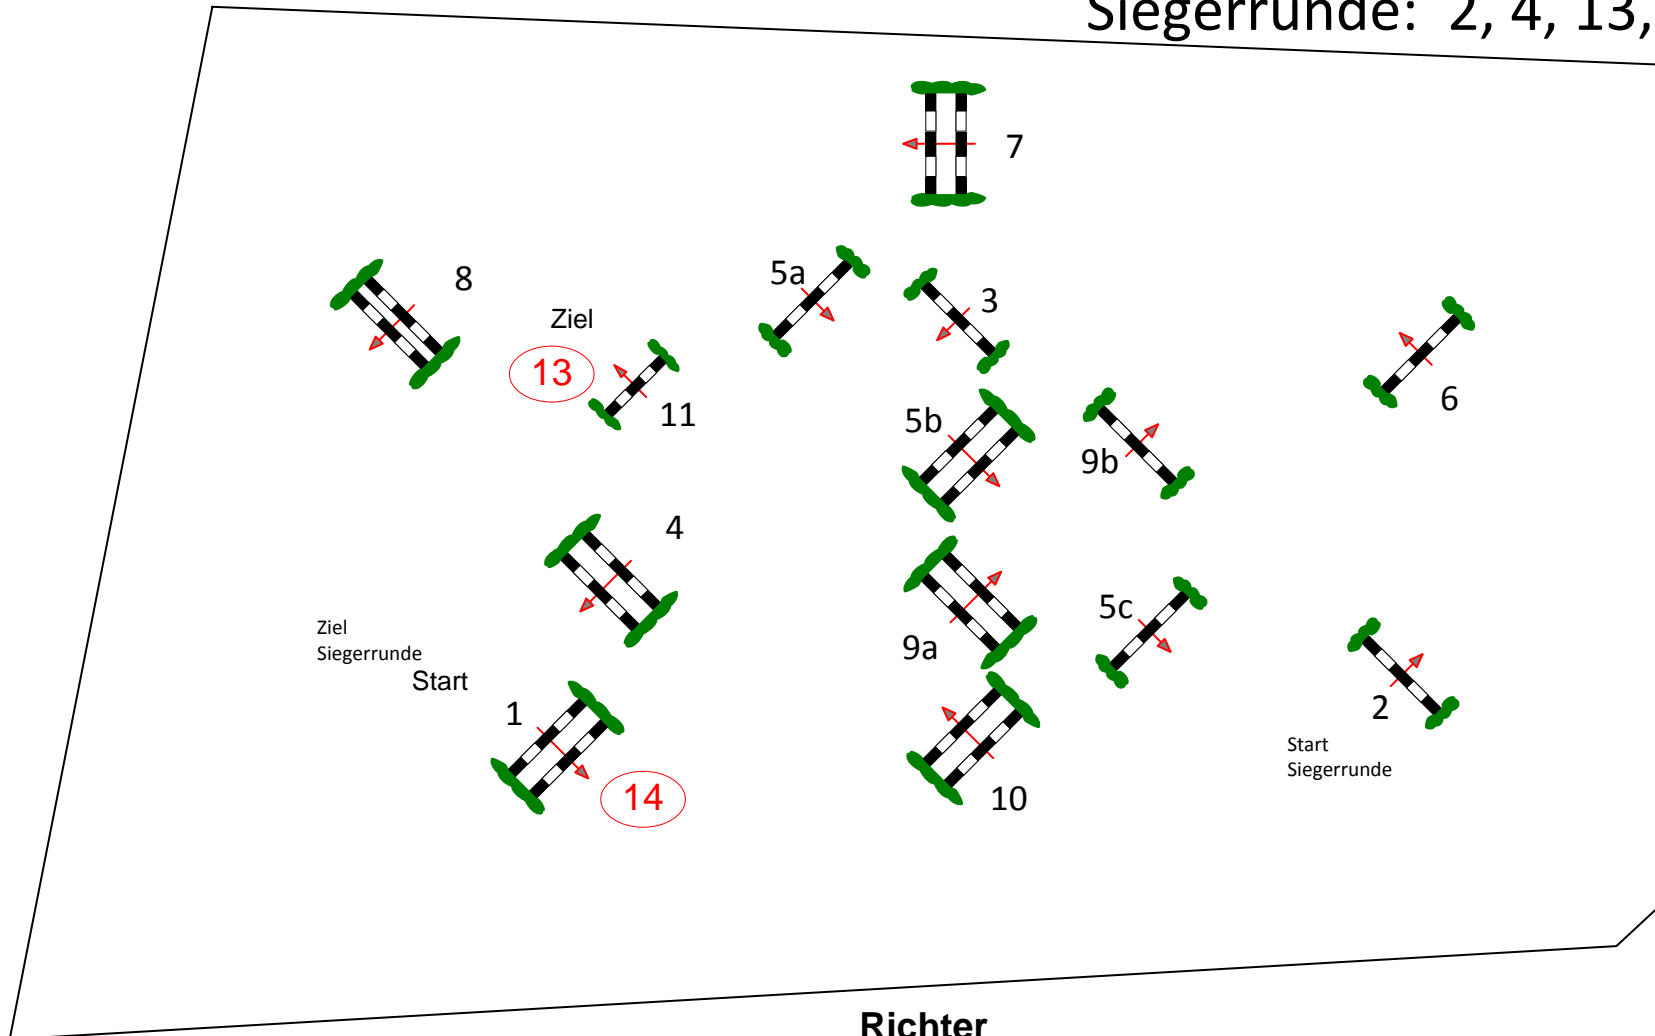 Siegerrunde: 2, 4, 13,
7
8
5a
3
Ziel
13
11
6
5b
9b
4
5c
9a
Ziel
Siegerrunde
Start
1
2
Start
Siegerrunde
14
10
Richter